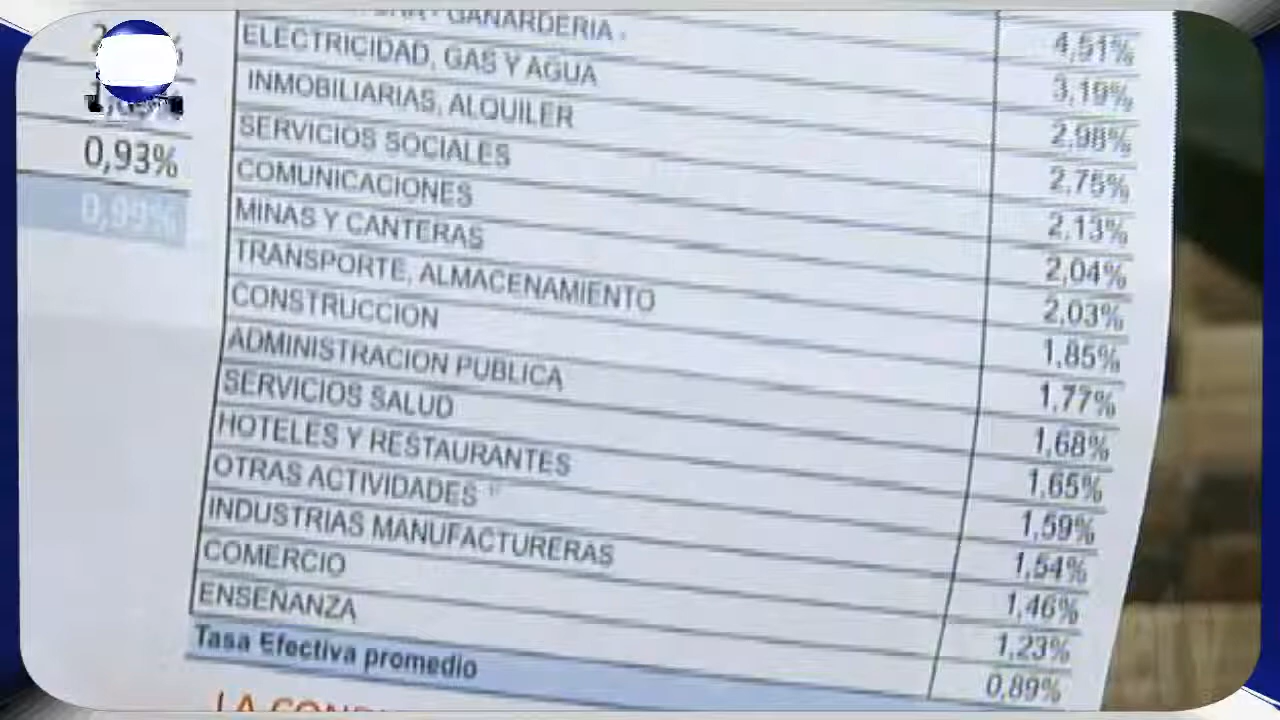 0,93%
0,99%
GANARDERIA 4,51%
ELECTRICIDAD, GAS Y AGUA 3,19%
INMOBILIARIAS, ALQUILER 2,98%
SERVICIOS SOCIALES 2,75%
COMUNICACIONES 2,13%
MINAS Y CANTERAS 2,04%
TRANSPORTE, ALMACENAMIENTO 2,03%
CONSTRUCCION 1,85%
ADMINISTRACION PUBLICA 1,77%
SERVICIOS SALUD 1,68%
HOTELES Y RESTAURANTES 1,65%
OTRAS ACTIVIDADES 1,59%
INDUSTRIAS MANUFACTURERAS 1,54%
COMERCIO 1,46%
ENSEÑANZA 1,23%
Tasa Efectiva promedio 0,89%
LA